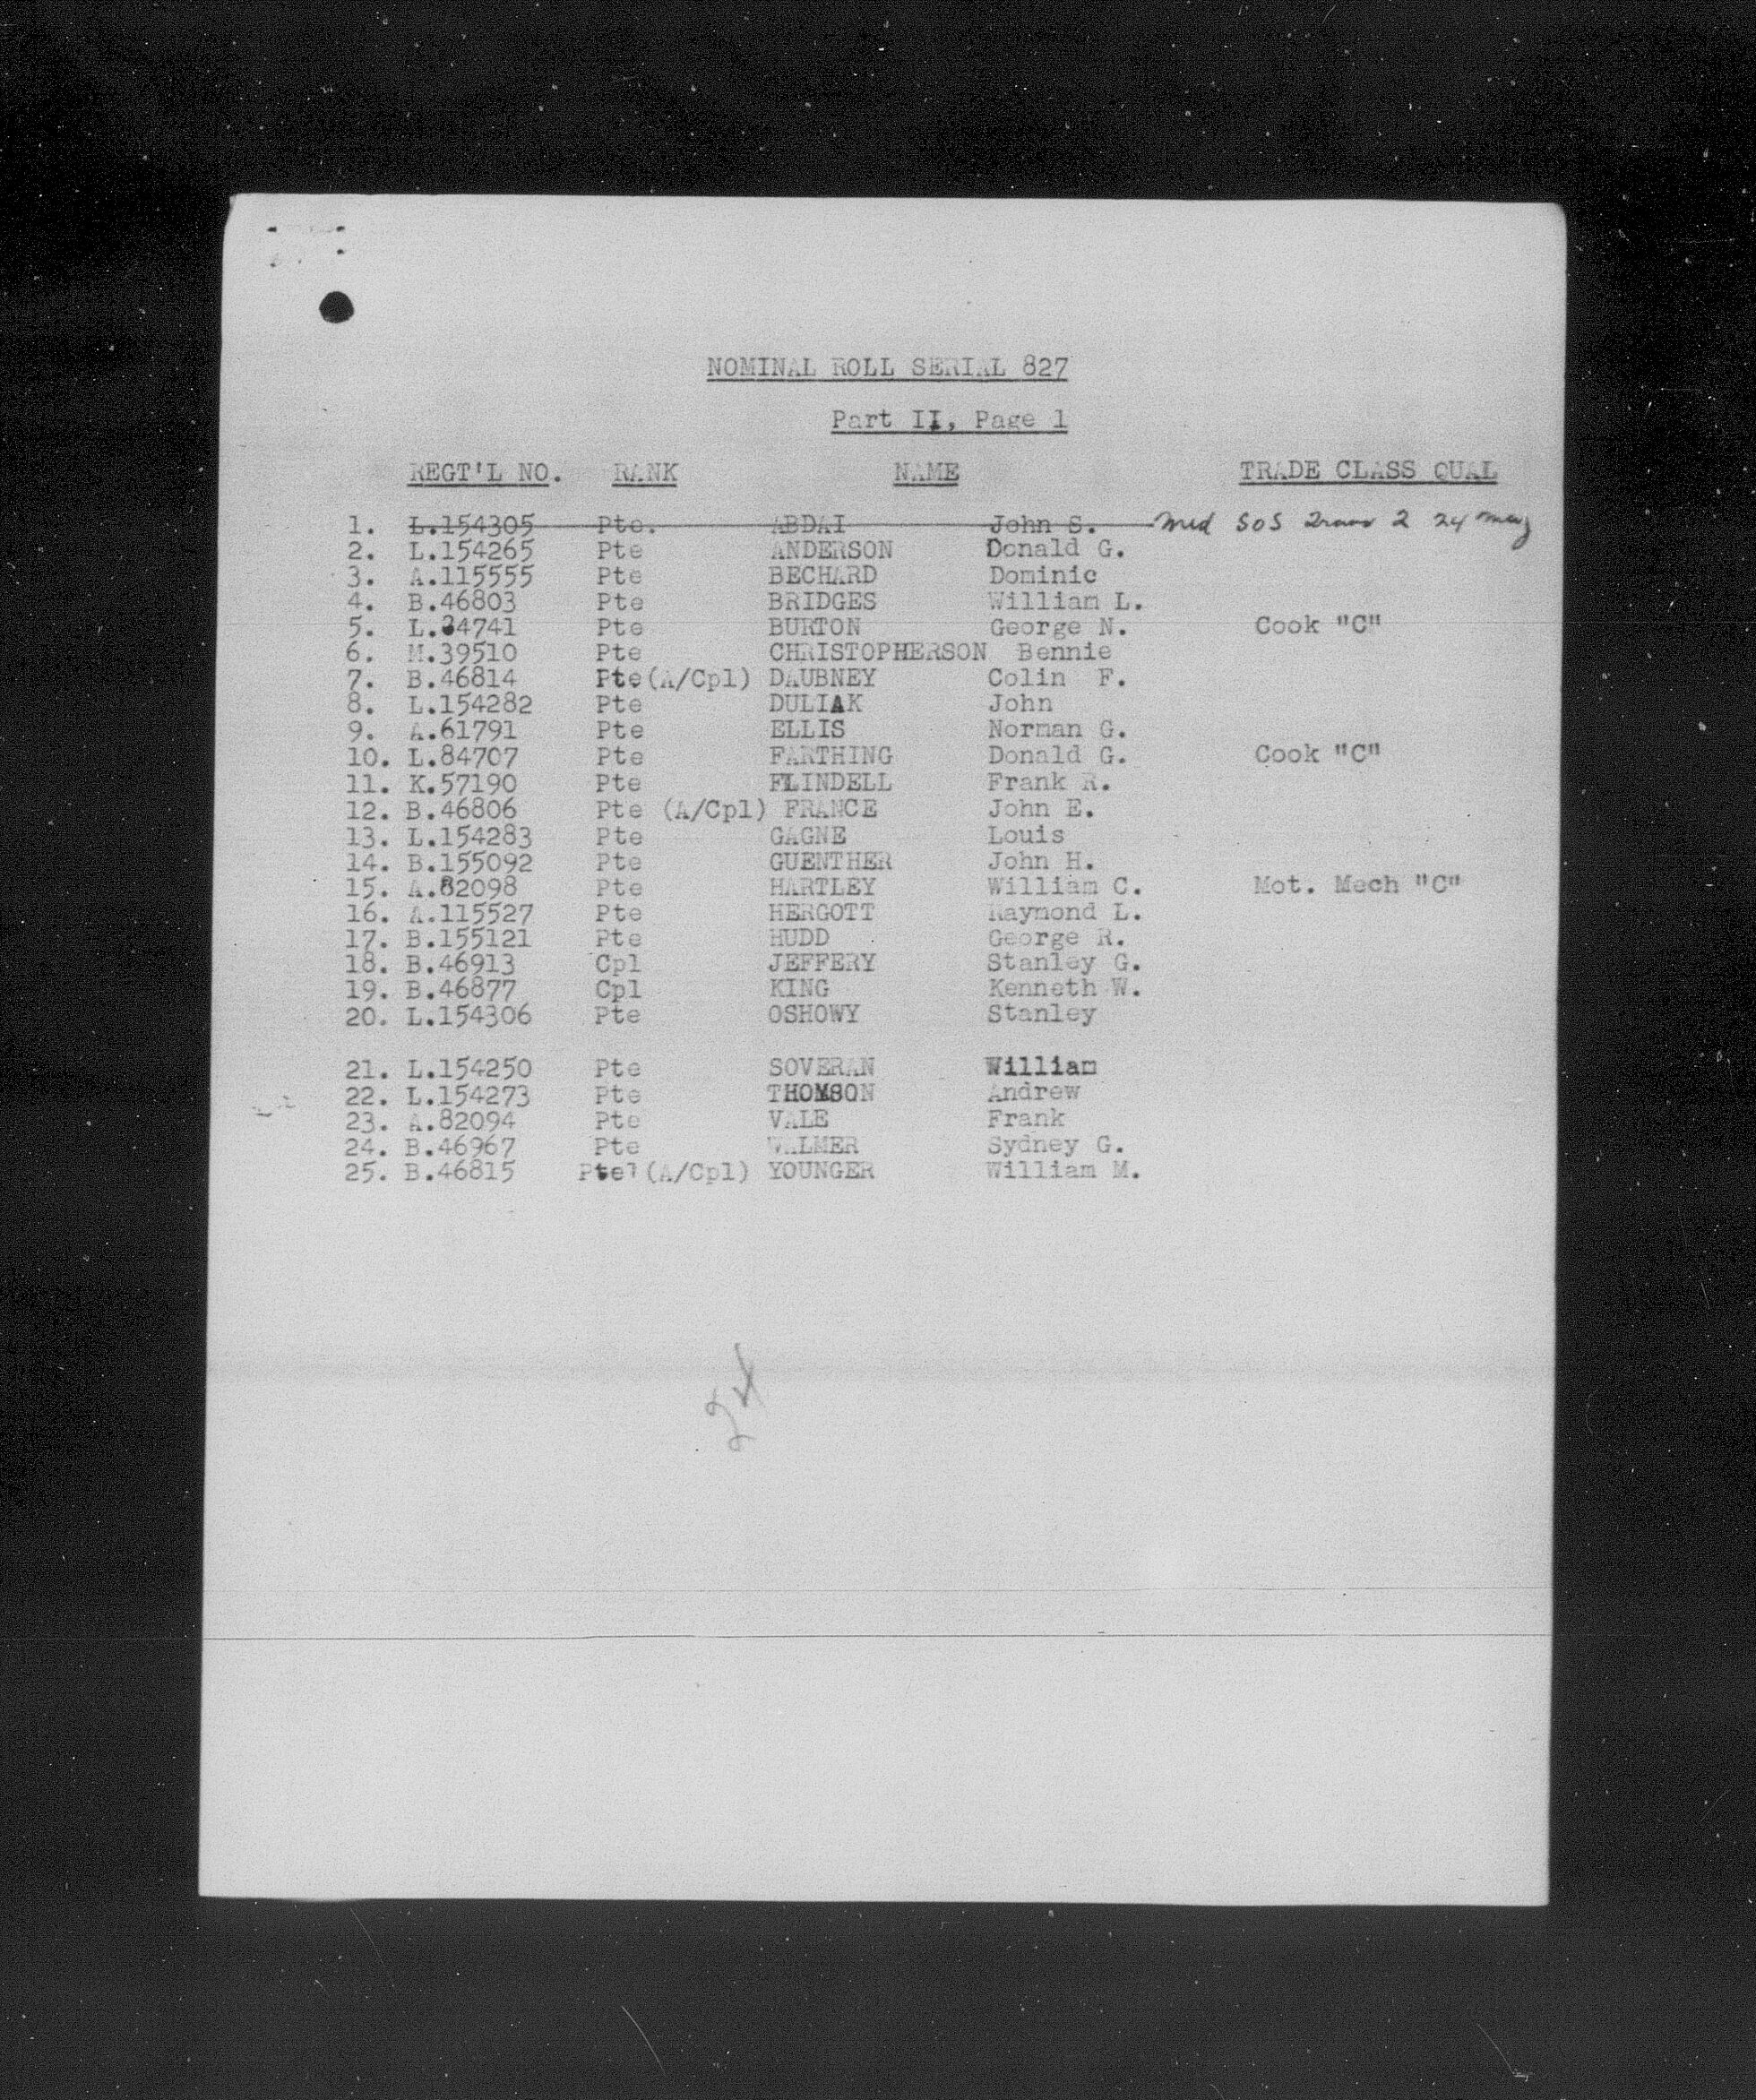 NOMINAL ROLL SERIAL 827
Part II, Page 1
REGT'L NO. RANK NAME TRADE CLASS QUAL
1. L.154305 Pte. ABDAI John S. Med SOS Trans 2 24 May
2. L.154265 Pte ANDERSON Donald G.
3. A.115555 Pte BECHARD Dominic
4. B.46803 Pte BRIDGES William L.
5. L.34741 Pte BURTON George N. Cook "C"
6. M.39510 Pte CHRISTOPHERSON Bennie
7. B.46814 Pte(A/Cpl) DAUBNEY Colin F.
8. L.154282 Pte DULIAK John
9. A.61791 Pte ELLIS Norman G.
10. L.84707 Pte FARTHING Donald G. Cook "C"
11. K.57190 Pte FLINDELL Frank R.
12. B.46806 Pte (A/Cpl) FRANCE John E.
13. L.154283 Pte GAGNE Louis
14. B.155092 Pte GUENTHER John H.
15. A.82098 Pte HARTLEY William C. Mot. Mech "C"
16. A.115527 Pte HERGOTT Raymond L.
17. B.155121 Pte HUDD George R.
18. B.46913 Cpl JEFFERY Stanley G.
19. B.46877 Cpl KING Kenneth W.
20. L.154306 Pte OSHOWY Stanley
21. L.154250 Pte SOVERAN William
22. L.154273 Pte THOMSON Andrew
23. A.82094 Pte VALE Frank
24. B.46967 Pte WALMER Sydney G.
25. B.46815 Pte (A/Cpl) YOUNGER William M.
24